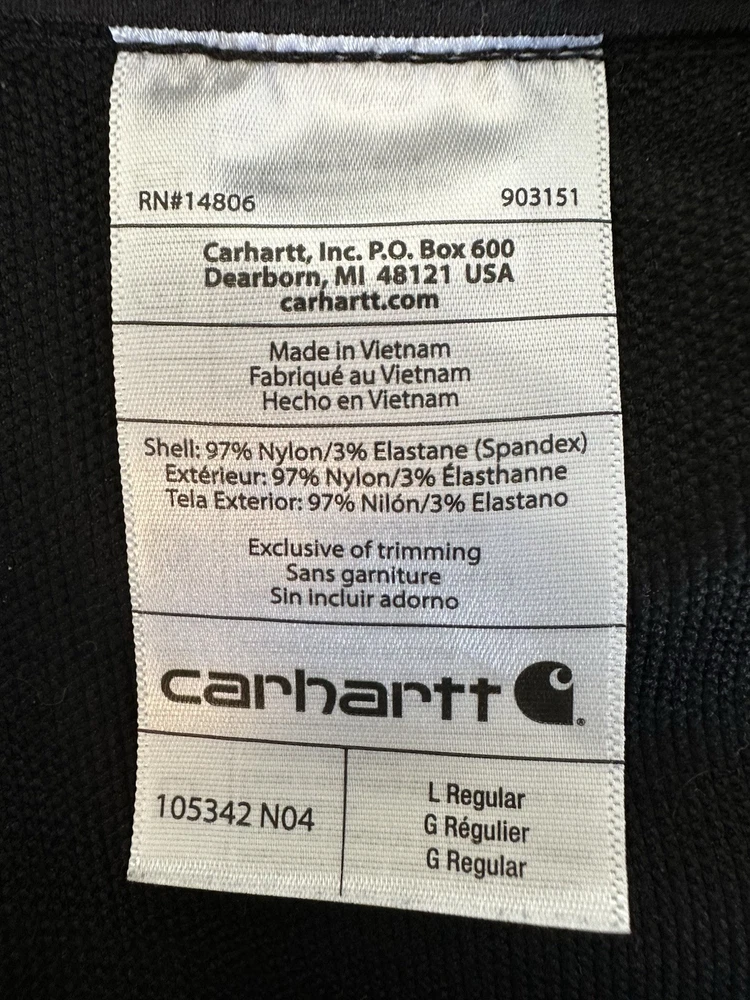 RN#14806 903151
Carhartt, Inc. P.O. Box 600
Dearborn, MI 48121 USA
carhartt.com
Made in Vietnam
Fabriqué au Vietnam
Hecho en Vietnam
Shell: 97% Nylon/3% Elastane (Spandex)
Extérieur: 97% Nylon/3% Élasthanne
Tela Exterior: 97% Nilón/3% Elastano
Exclusive of trimming
Sans garniture
Sin incluir adorno
carhartt ®
105342 N04
L Regular
G Régulier
G Regular